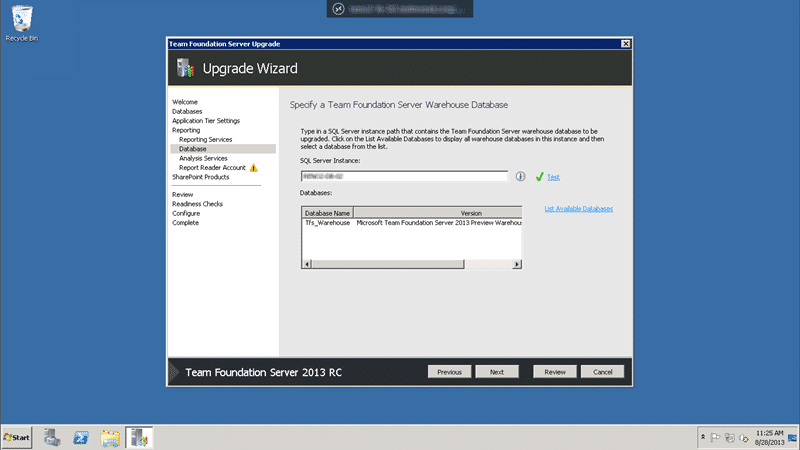 Recycle Bin
Team Foundation Server Upgrade
Upgrade Wizard
Welcome
Databases
Application Tier Settings
Reporting
Reporting Services
Database
Analysis Services
Report Reader Account
SharePoint Products
Review
Readiness Checks
Configure
Complete
Specify a Team Foundation Server Warehouse Database
Type in a SQL Server instance path that contains the Team Foundation Server warehouse database to be
upgraded. Click on the List Available Databases to display all warehouse databases in this instance and then
select a database from the list.
SQL Server Instance:
Test
Databases:
List Available Databases
Database Name Version
Tfs_Warehouse Microsoft Team Foundation Server 2013 Preview Warehou
Team Foundation Server 2013 RC
Previous Next Review Cancel
Start
11:25 AM
8/28/2013